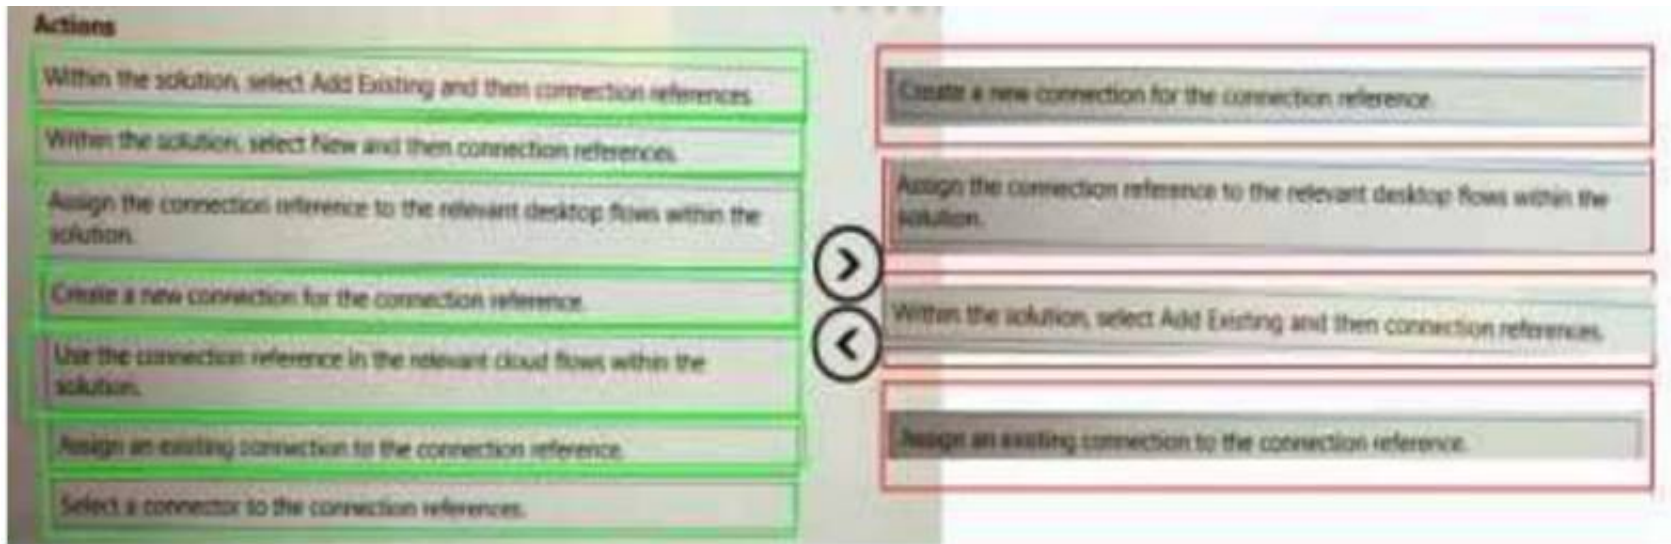 Actions
Within the solution, select Add Existing and then connection references
Within the solution, select New and then connection references.
Assign the connection reference to the relevant desktop flows within the
solution.
Create a new connection for the connection reference.
Use the connection reference in the relevant cloud flows within the
solution.
Assign an existing connection to the connection reference.
Select a connector to the connection references.
Create a new connection for the connection reference.
Assign the connection reference to the relevant desktop flows within the
solution.
Within the solution, select Add Existing and then connection references.
Assign an existing connection to the connection reference.